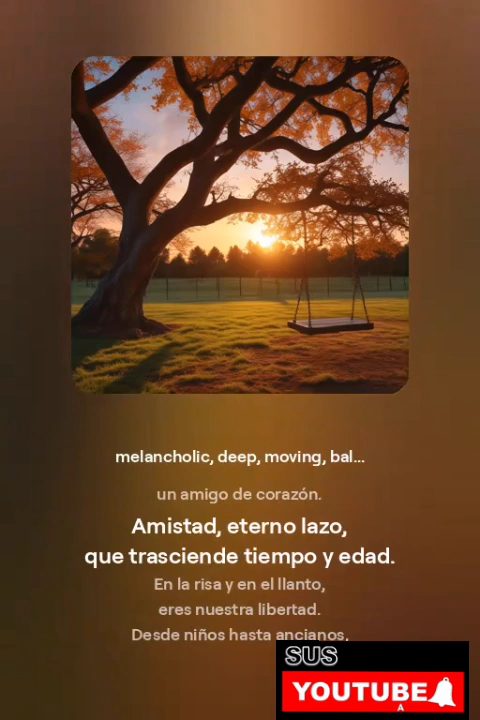 melancholic, deep, moving, bal...
un amigo de corazón.
Amistad, eterno lazo,
que trasciende tiempo y edad.
En la risa y en el llanto,
eres nuestra libertad.
Desde niños hasta ancianos,
SUS
YOUTUBE
A